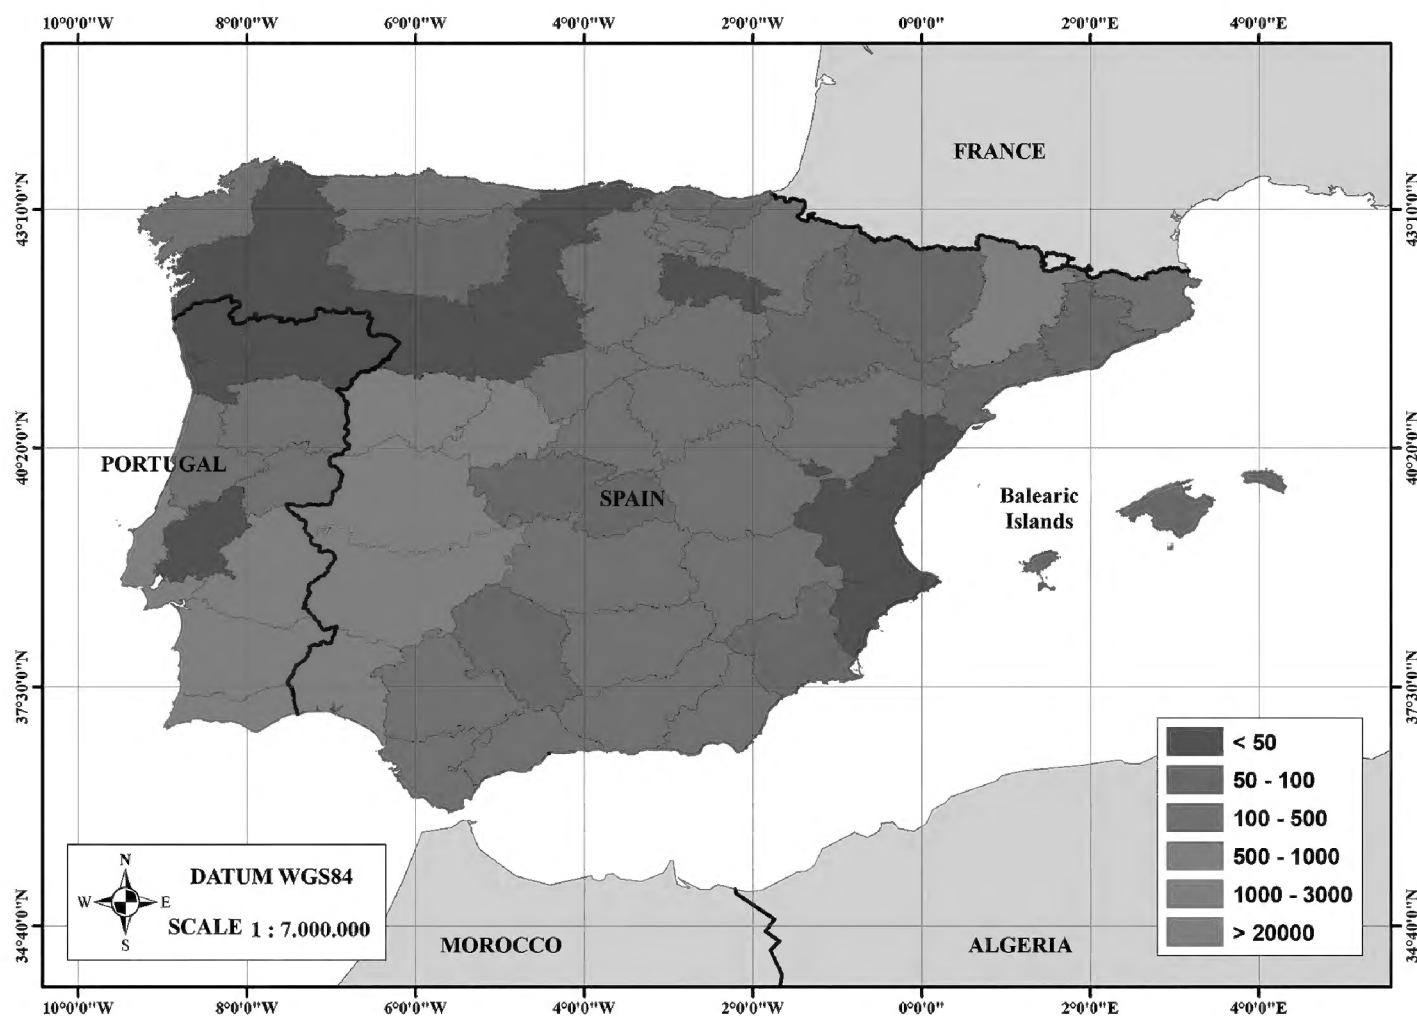 10°0'0"W 8°0'0"W 6°0'0"W 4°0'0"W 2°0'0"W 0°0'0" 2°0'0"E 4°0'0"E
43°10'0"N
43°10'0"N
FRANCE
40°20'0"N
40°20'0"N
PORTUGAL
SPAIN
Balearic
Islands
37°30'0"N
37°30'0"N
< 50
50 - 100
100 - 500
500 - 1000
1000 - 3000
> 20000
N
W E
S
DATUM WGS84
SCALE 1 : 7.000.000
34°40'0"N
34°40'0"N
MOROCCO
ALGERIA
10°0'0"W 8°0'0"W 6°0'0"W 4°0'0"W 2°0'0"W 0°0'0" 2°0'0"E 4°0'0"E